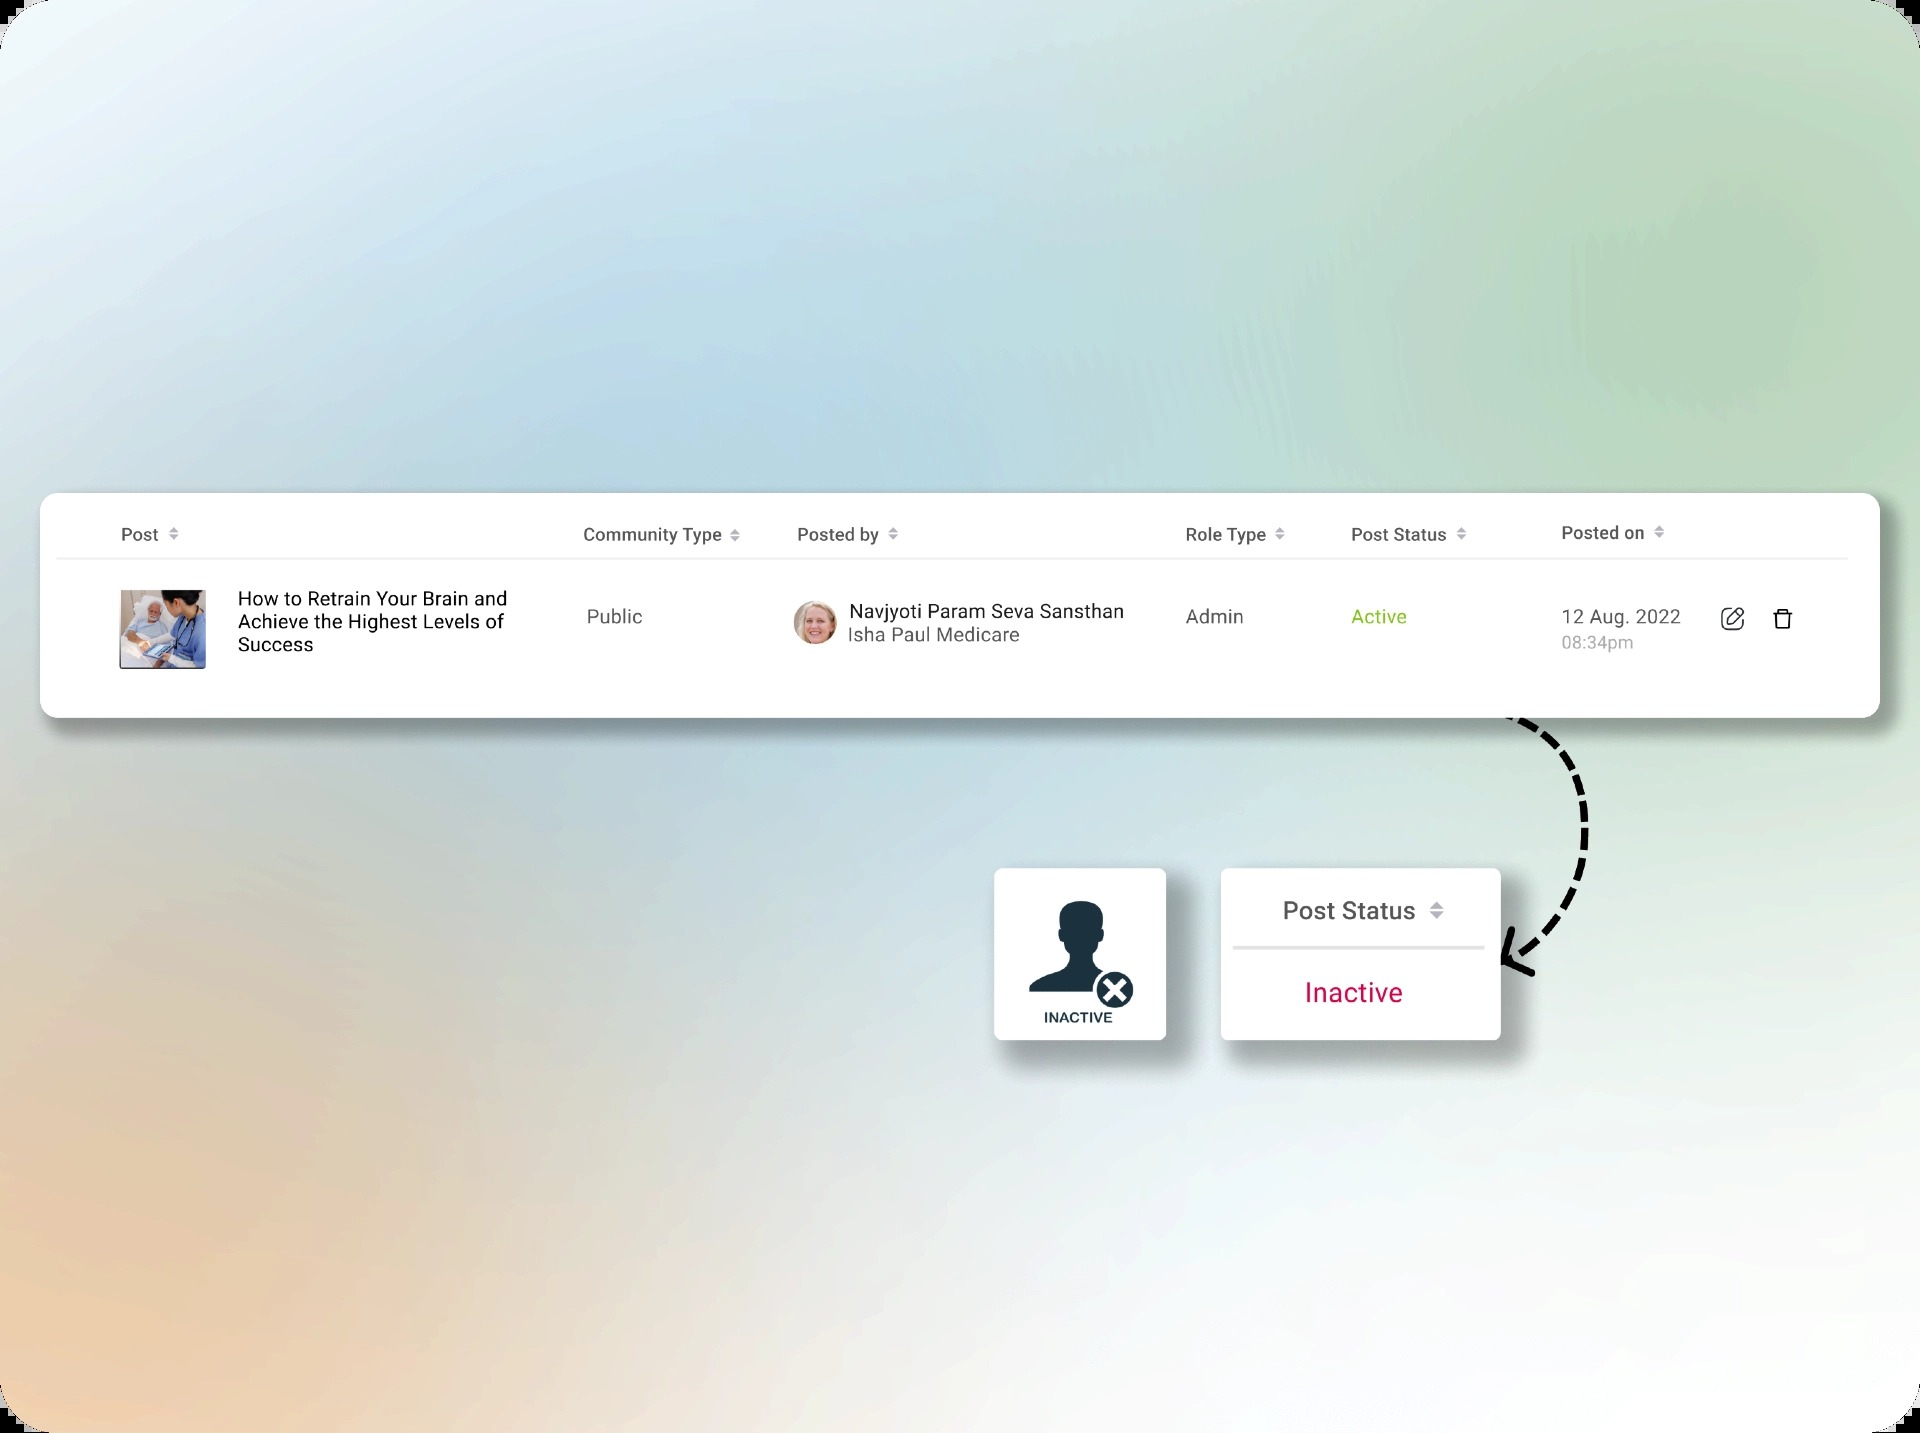 Post
Community Type
Posted by
Role Type
Post Status
Posted on
How to Retrain Your Brain and
Achieve the Highest Levels of
Success
Public
Navjyoti Param Seva Sansthan
Isha Paul Medicare
Admin
Active
12 Aug. 2022
08:34pm
INACTIVE
Post Status
Inactive